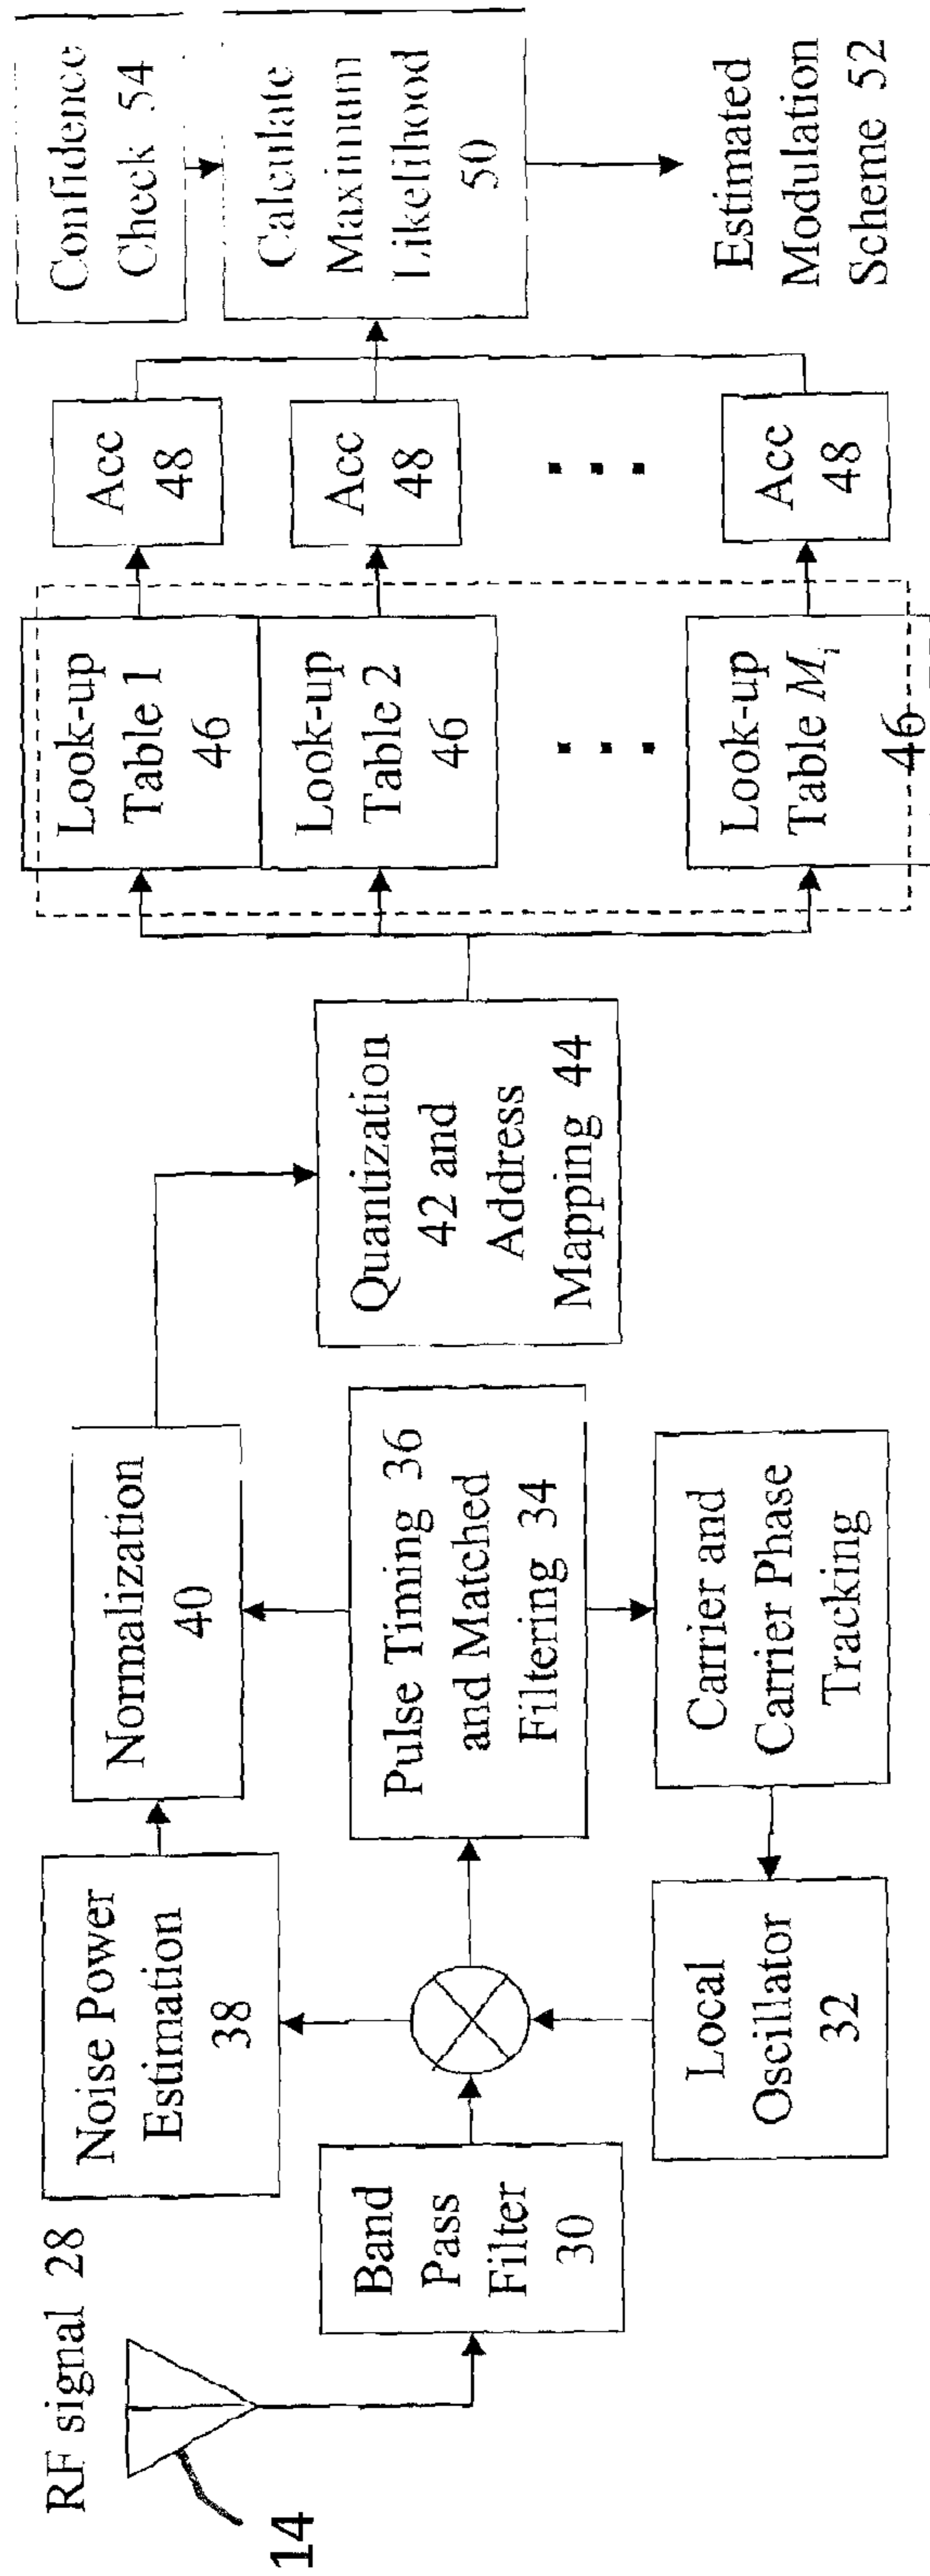 RF signal 28
14
Band
Pass
Filter
30
Noise Power
Estimation
38
Local
Oscillator
32
Normalization
40
Pulse Timing 36
and Matched
Filtering 34
Carrier and
Carrier Phase
Tracking
Quantization
42 and
Address
Mapping 44
Look-up
Table 1
46
Look-up
Table 2
46
Look-up
Table Mi
46
Acc
48
Acc
48
Acc
48
Confidence
Check 54
Calculate
Maximum
Likelihood
50
Estimated
Modulation
Scheme 52